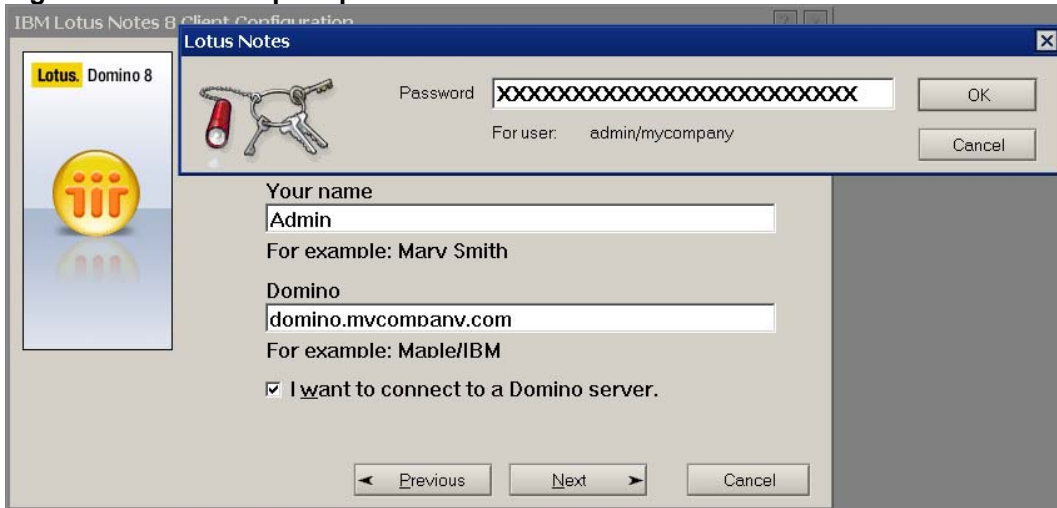 IBM Lotus Notes 8 Client Configuration
Lotus Notes
Lotus. Domino 8
Password XXXXXXXXXXXXXXXXXXXXXXXX
OK
For user: admin/mycompany
Cancel
Your name
Admin
For example: Mary Smith
Domino
domino.mycompany.com
For example: Maple/IBM
I want to connect to a Domino server.
Previous Next Cancel